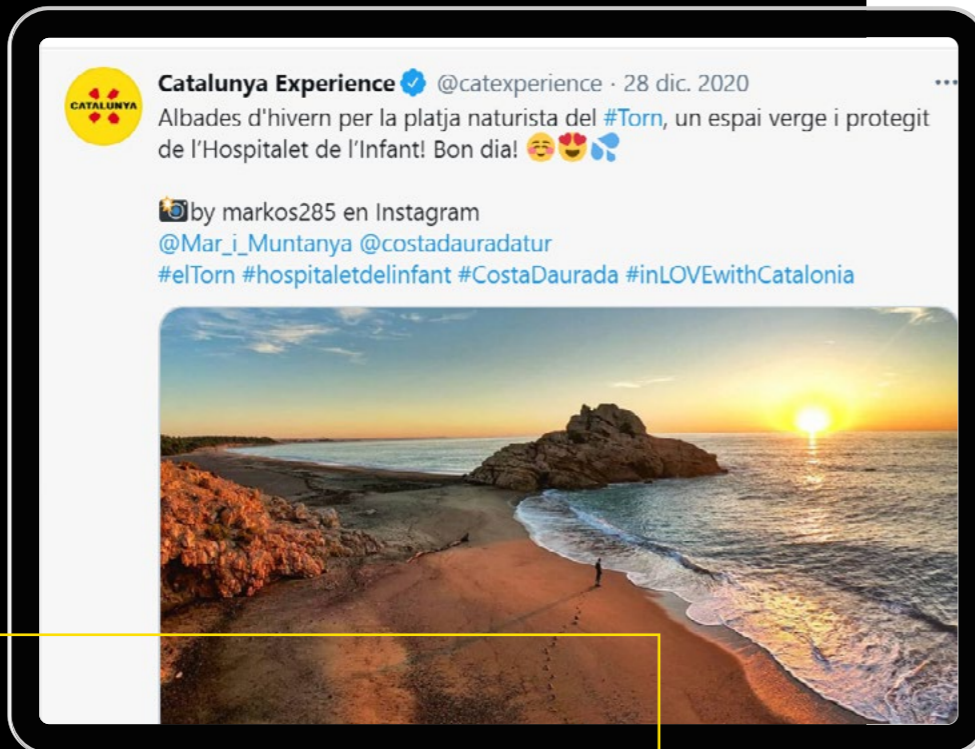 CATALUNYA
Catalunya Experience @catexperience · 28 dic. 2020
Albades d'hivern per la platja naturista del #Torn, un espai verge i protegit
de l'Hospitalet de l'Infant! Bon dia! ☺️😍💦
📸by markos285 en Instagram
@Mar_i_Muntanya @costadauradatur
#elTorn #hospitaletdelinfant #CostaDaurada #inLOVEwithCatalonia